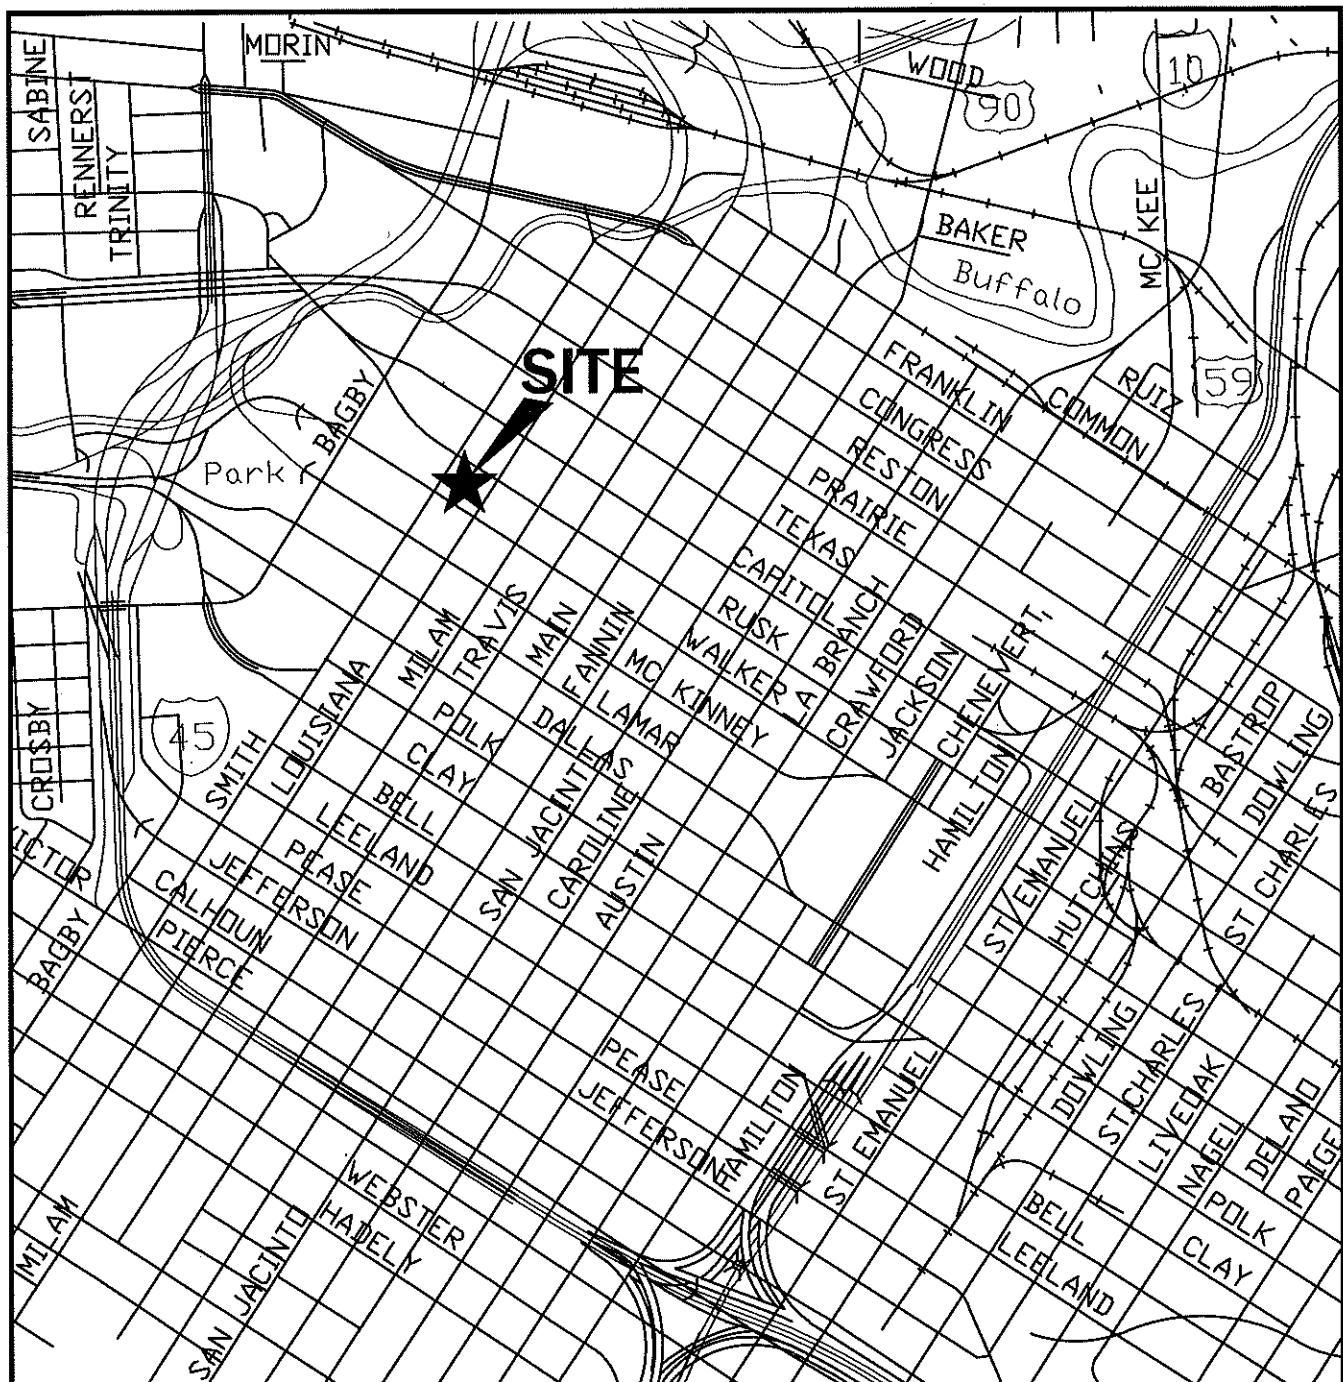 MORIN
WOOD
10
90
SABINE
RENNERST
TRINITY
MC KEE
BAKER
Buffalo
SITE
BAGBY
Park
FRANKLIN
CONGRESS
RESTON
PRAIRIE
TEXAS
CAPITOL
RUSK
WALKER
COMMON
RUIZ
59
MILAM
TRAVIS
MAIN
FANNIN
MC KINNEY
LAMAR
DALLAS
LA BRANCH
CRAWFORD
JACKSON
CHENEVERT
HAMILTON
CROSBY
45
SMITH
LOUISIANA
POLK
CLAY
BELL
LEELAND
PEASE
JEFFERSON
CALHOUN
PIERCE
SAN JACINTO
CAROLINE
AUSTIN
BASTROP
DOWLING
ST CHARLES
ST EMANUEL
HUTCHINS
VICTOR
BAGBY
PEASE
JEFFERSON
HAMILTON
ST EMANUEL
DOWLING
ST.CHARLES
LIVEOAK
NAGEL
DELANO
PAIGE
POLK
CLAY
BELL
LEELAND
WEBSTER
HADELY
MILAM
SAN JACINTO